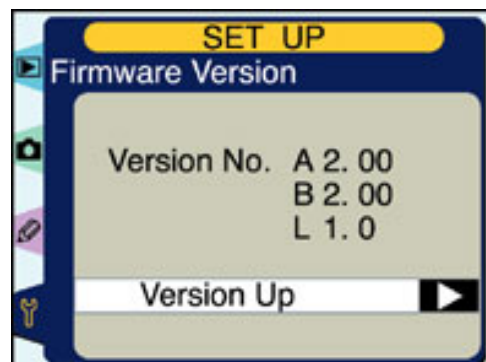 SET UP
Firmware Version
Version No. A 2. 00
B 2. 00
L 1. 0
Version Up